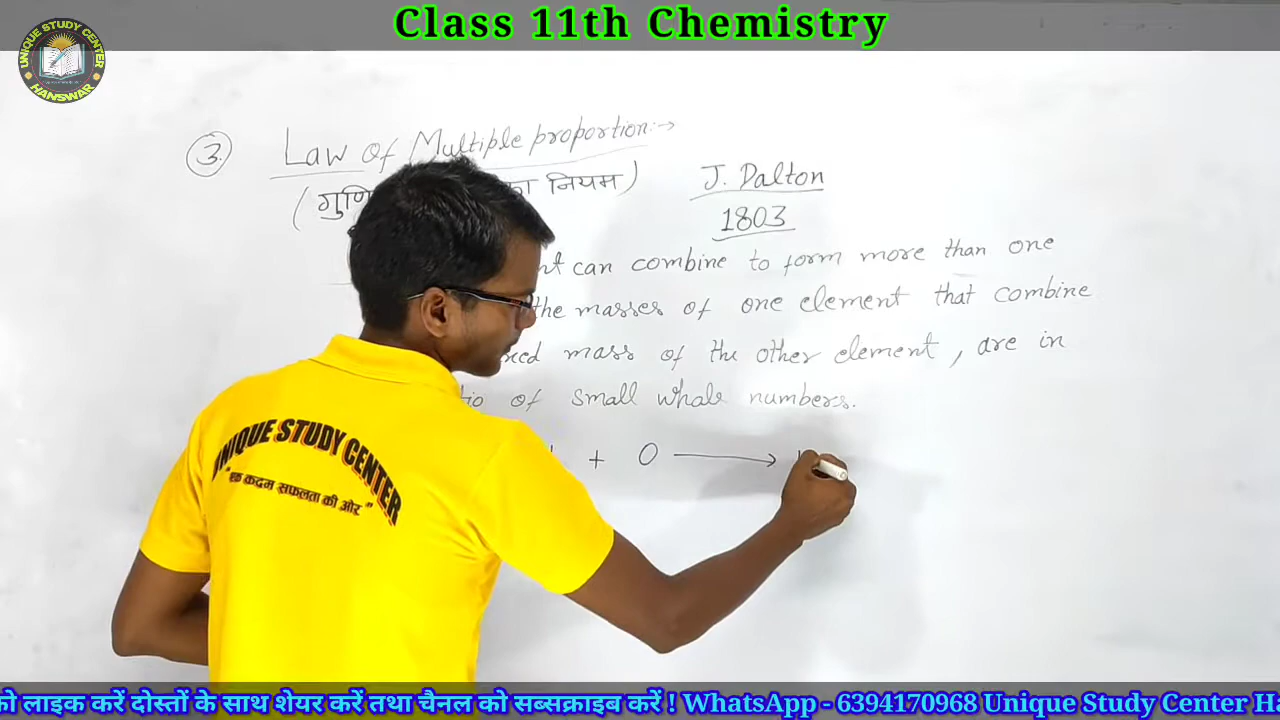 Class 11th Chemistry
UNIQUE STUDY CENTER
HANSWAR
3. Law of Multiple proportion:→
(गुणि का नियम)
J. Dalton
1803
nt can combine to form more than one
the masses of one element that combine
mass of the other element, are in
of small whole numbers.
+ O →
UNIQUE STUDY CENTER
"एक कदम सफलता की ओर"
को लाइक करें दोस्तों के साथ शेयर करें तथा चैनल को सब्सक्राइब करें ! WhatsApp - 6394170968 Unique Study Center Ha